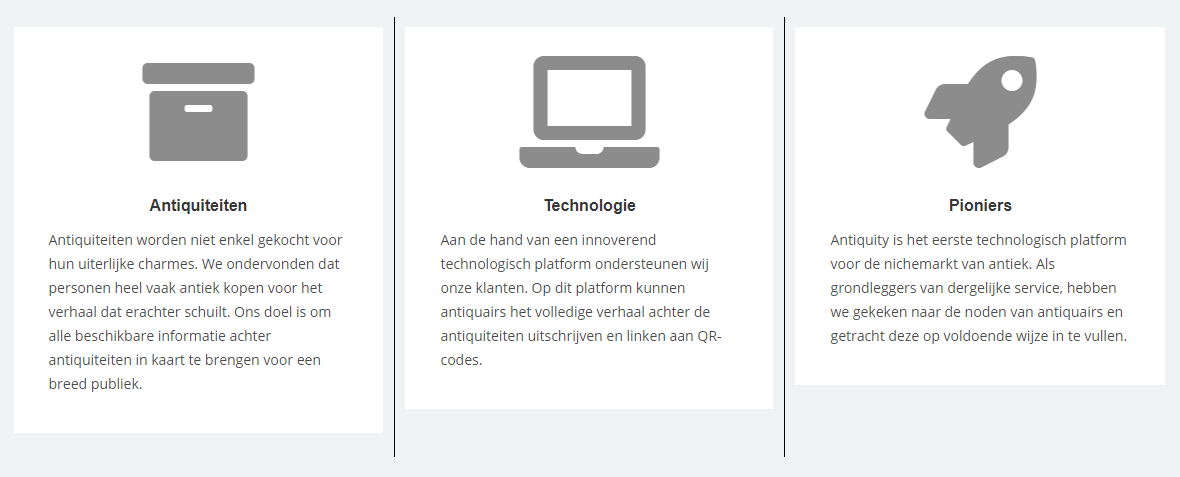 Antiquiteiten
Antiquiteiten worden niet enkel gekocht voor
hun uiterlijke charmes. We ondervonden dat
personen heel vaak antiek kopen voor het
verhaal dat erachter schuilt. Ons doel is om
alle beschikbare informatie achter
antiquiteiten in kaart te brengen voor een
breed publiek.
Technologie
Aan de hand van een innoverend
technologisch platform ondersteunen wij
onze klanten. Op dit platform kunnen
antiquairs het volledige verhaal achter de
antiquiteiten uitschrijven en linken aan QR-
codes.
Pioniers
Antiquity is het eerste technologisch platform
voor de nichemarkt van antiek. Als
grondleggers van dergelijke service, hebben
we gekeken naar de noden van antiquairs en
getracht deze op voldoende wijze in te vullen.